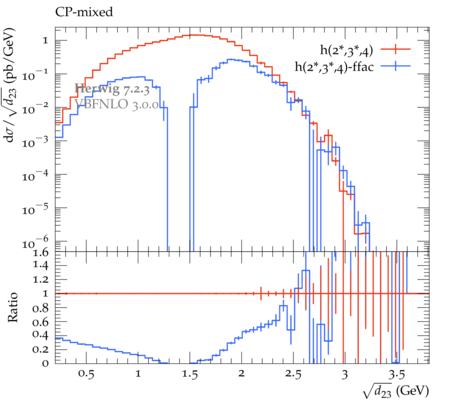 CP-mixed
dσ/√d23 (pb/GeV)
h(2*,3*,4)
h(2*,3*,4)-ffac
Herwig 7.2.3
VBFNLO 3.0.0
1
10^−1
10^−2
10^−3
10^−4
10^−5
10^−6
Ratio
1.6
1.4
1.2
1
0.8
0.6
0.4
0.2
0
0.5 1 1.5 2 2.5 3 3.5
√d23 (GeV)